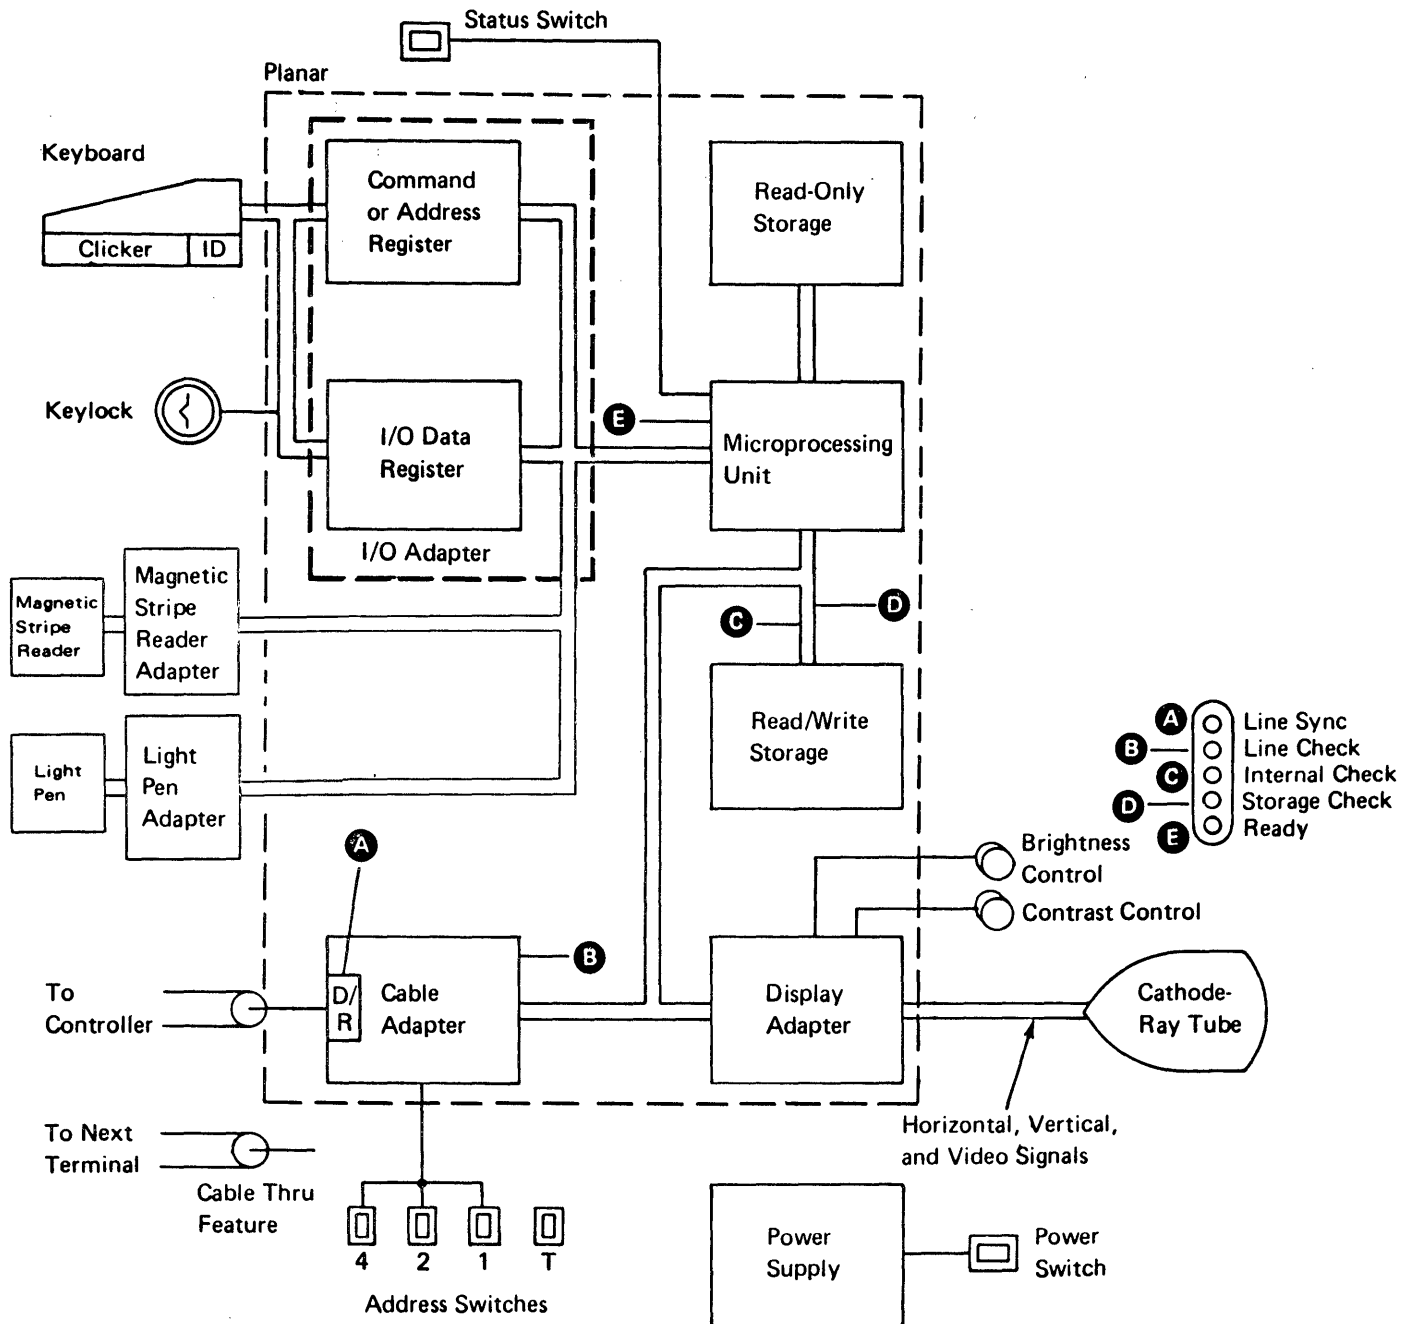 Status Switch
Planar
Keyboard
Clicker
ID
Command
or Address
Register
Read-Only
Storage
Keylock
I/O Data
Register
E
Microprocessing
Unit
I/O Adapter
Magnetic
Stripe
Reader
Magnetic
Stripe
Reader
Adapter
C
D
Read/Write
Storage
Light
Pen
Light
Pen
Adapter
A
Line Sync
B
Line Check
C
Internal Check
D
Storage Check
E
Ready
Brightness
Control
Contrast Control
A
B
To
Controller
D/
R
Cable
Adapter
Display
Adapter
Cathode-
Ray Tube
Horizontal, Vertical,
and Video Signals
To Next
Terminal
Cable Thru
Feature
4
2
1
T
Address Switches
Power
Supply
Power
Switch